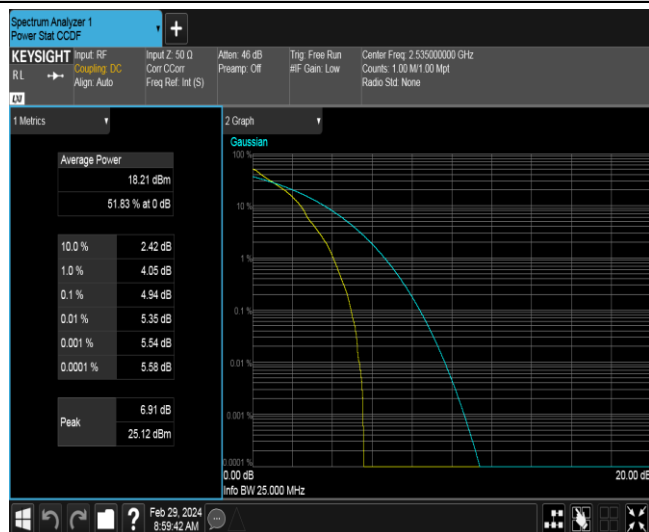 Spectrum Analyzer 1
Power Stat CCDF
+
KEYSIGHT
RL
LXI
Input: RF
Coupling: DC
Align: Auto
Input Z: 50 Ω
Corr CCorr
Freq Ref: Int (S)
Atten: 46 dB
Preamp: Off
Trig: Free Run
#IF Gain: Low
Center Freq: 2.535000000 GHz
Counts: 1.00 M/1.00 Mpt
Radio Std: None
1 Metrics
Average Power
18.21 dBm
51.83 % at 0 dB
10.0 % 2.42 dB
1.0 % 4.05 dB
0.1 % 4.94 dB
0.01 % 5.35 dB
0.001 % 5.54 dB
0.0001 % 5.58 dB
Peak
6.91 dB
25.12 dBm
2 Graph
Gaussian
100 %
10 %
1 %
0.1 %
0.01 %
0.001 %
0.0001 %
0.00 dB
20.00 dB
Info BW 25.000 MHz
?
Feb 29, 2024
8:59:42 AM